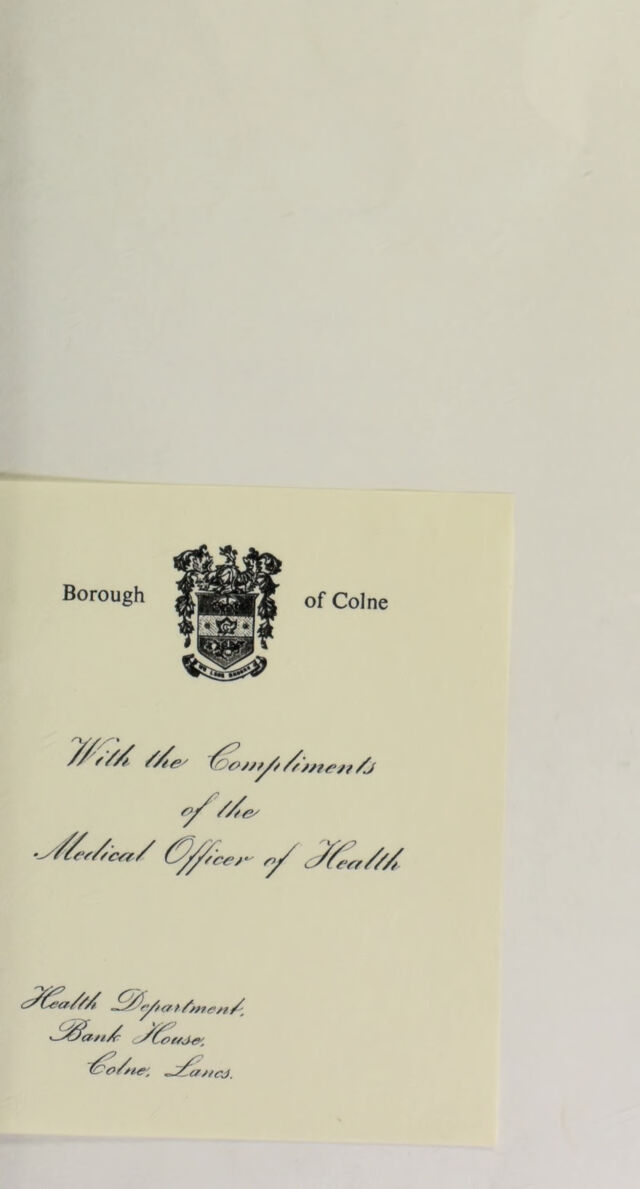 Borough of Colne
With the Compliments
of the
Medical Officer of Health
Health Department,
Bank House,
Colne, Lancs.